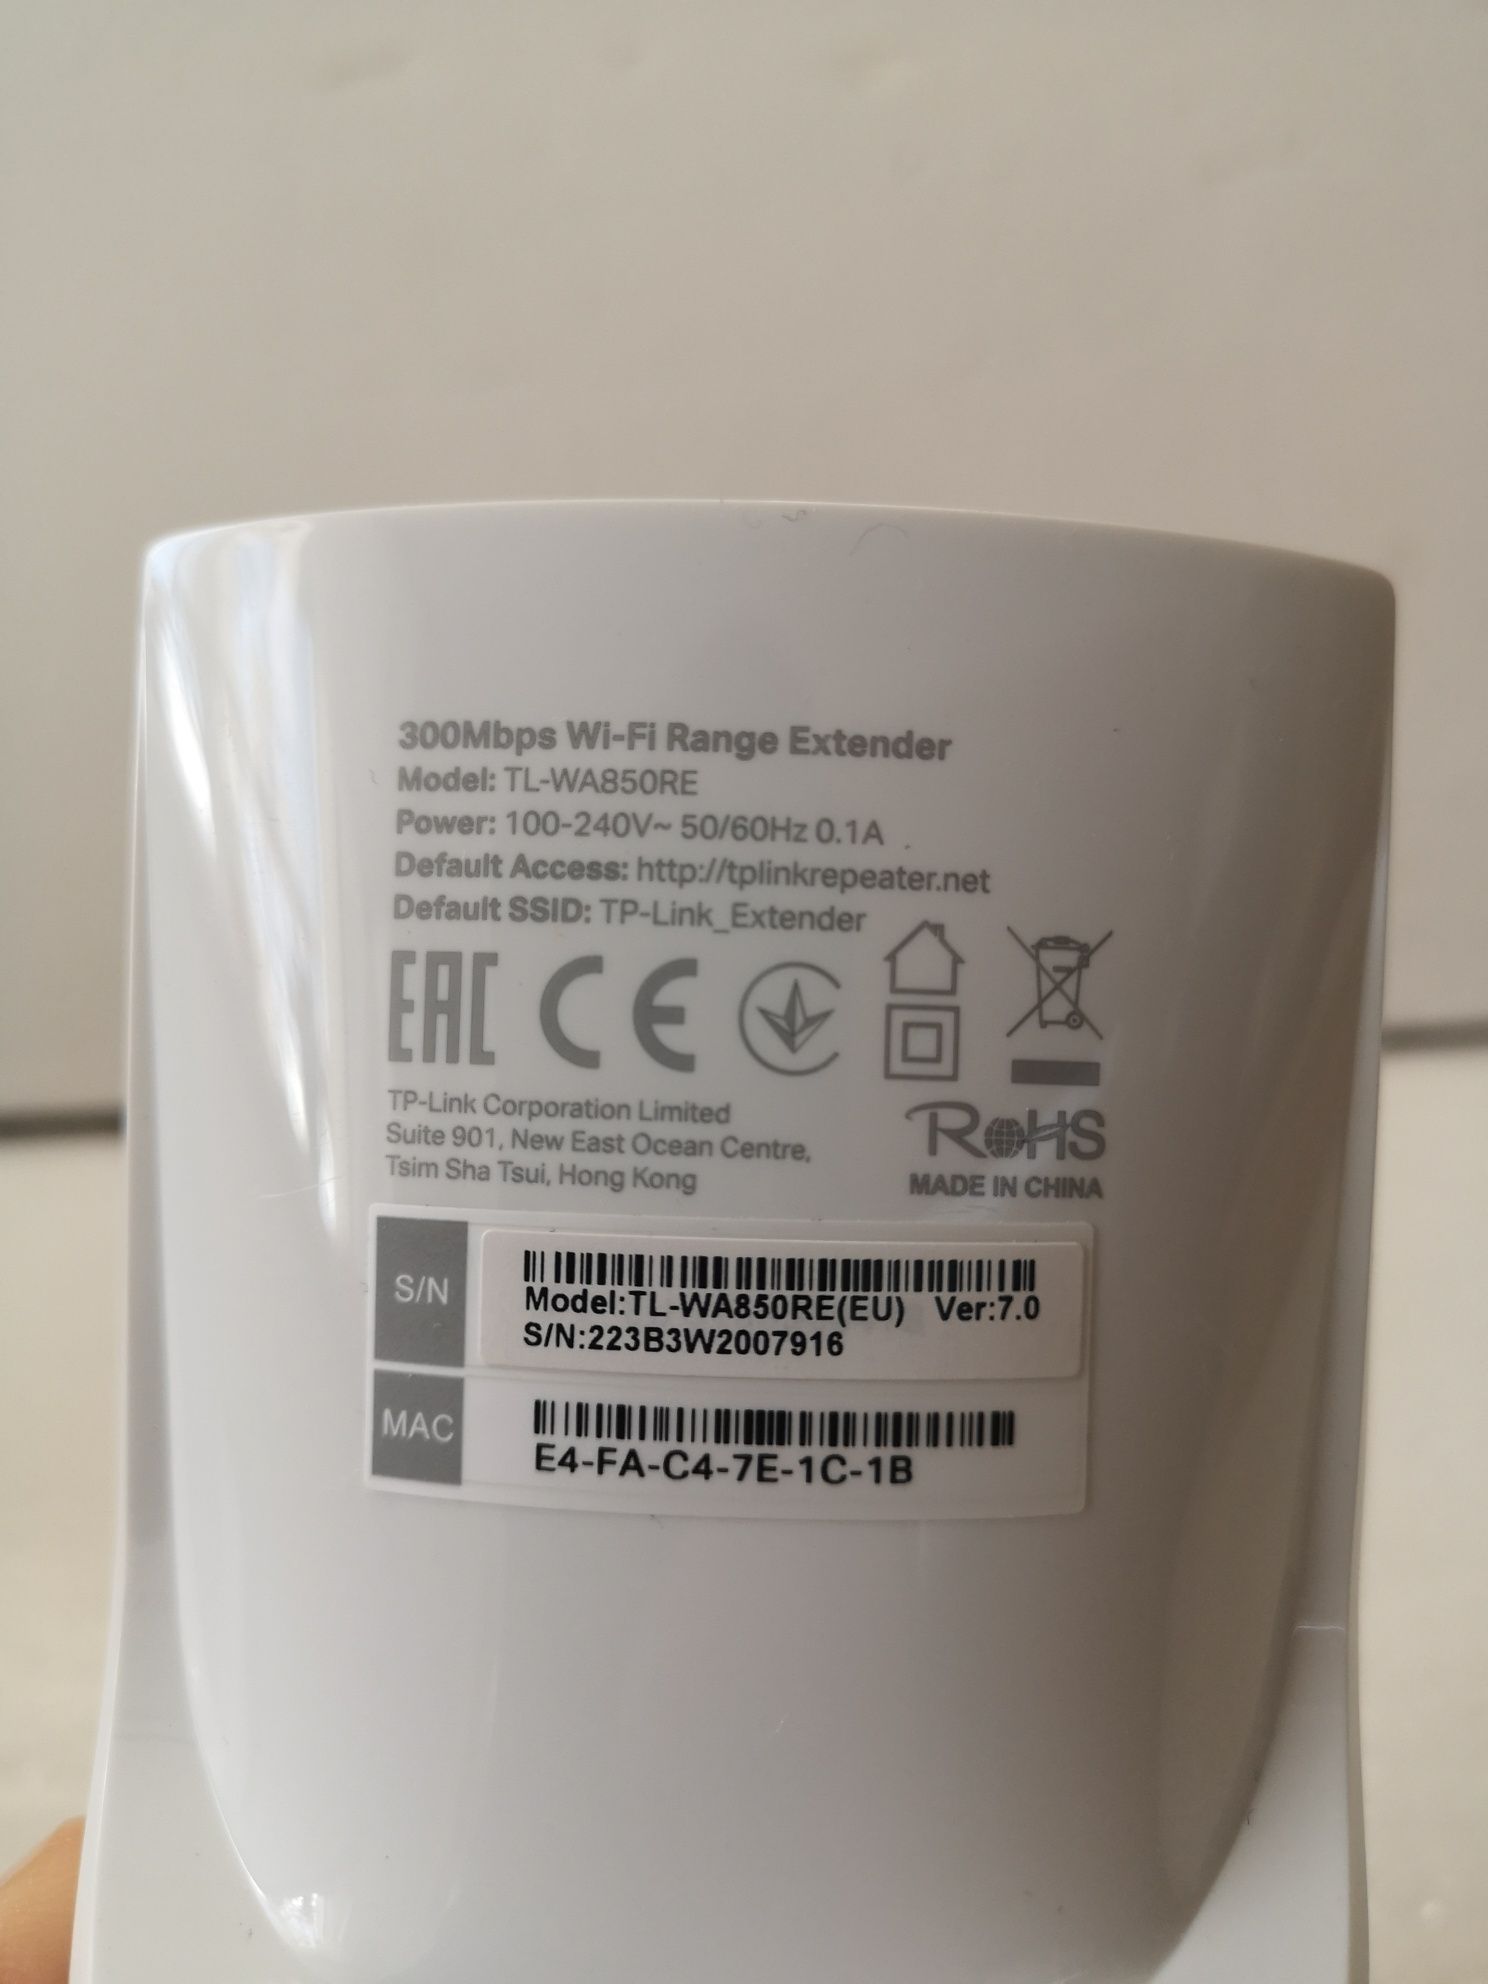 300Mbps Wi-Fi Range Extender
Model: TL-WA850RE
Power: 100-240V~ 50/60Hz 0.1A
Default Access: http://tplinkrepeater.net
Default SSID: TP-Link_Extender
EAC CE
TP-Link Corporation Limited
Suite 901, New East Ocean Centre,
Tsim Sha Tsui, Hong Kong
RoHS
MADE IN CHINA
S/N
Model:TL-WA850RE(EU) Ver:7.0
S/N:223B3W2007916
MAC
E4-FA-C4-7E-1C-1B